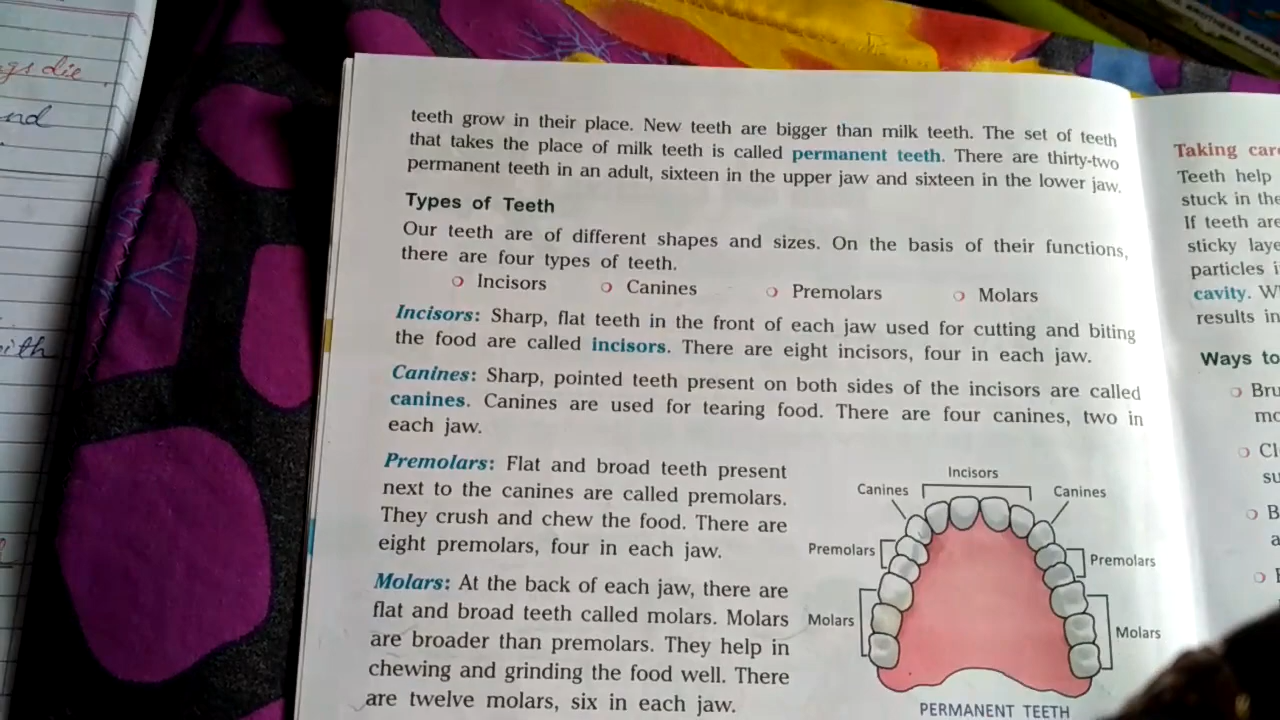 gs die
nd
ith
teeth grow in their place. New teeth are bigger than milk teeth. The set of teeth
that takes the place of milk teeth is called permanent teeth. There are thirty-two
permanent teeth in an adult, sixteen in the upper jaw and sixteen in the lower jaw.
Types of Teeth
Our teeth are of different shapes and sizes. On the basis of their functions,
there are four types of teeth.
Incisors Canines Premolars Molars
Incisors: Sharp, flat teeth in the front of each jaw used for cutting and biting
the food are called incisors. There are eight incisors, four in each jaw.
Canines: Sharp, pointed teeth present on both sides of the incisors are called
canines. Canines are used for tearing food. There are four canines, two in
each jaw.
Premolars: Flat and broad teeth present
next to the canines are called premolars.
They crush and chew the food. There are
eight premolars, four in each jaw.
Molars: At the back of each jaw, there are
flat and broad teeth called molars. Molars
are broader than premolars. They help in
chewing and grinding the food well. There
are twelve molars, six in each jaw.
Incisors
Canines Canines
Premolars Premolars
Molars Molars
PERMANENT TEETH
Taking car
Teeth help
stuck in the
If teeth are
sticky laye
particles i
cavity. W
results in
Ways to
Bru
mo
Cl
su
B
a